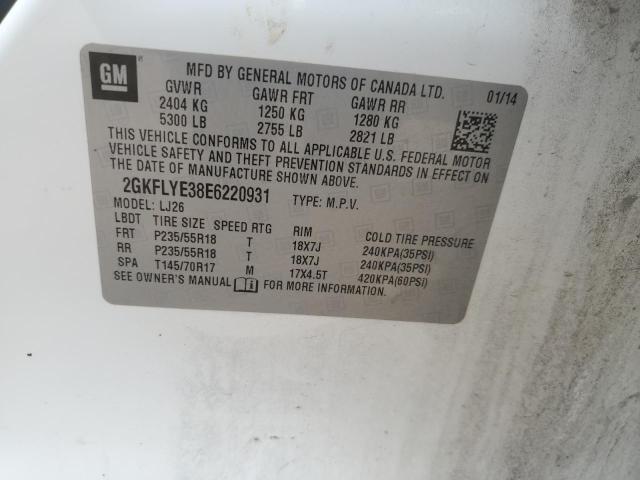 GM
MFD BY GENERAL MOTORS OF CANADA LTD.
GVWR GAWR FRT GAWR RR 01/14
2404 KG 1250 KG 1280 KG
5300 LB 2755 LB 2821 LB
THIS VEHICLE CONFORMS TO ALL APPLICABLE U.S. FEDERAL MOTOR
VEHICLE SAFETY AND THEFT PREVENTION STANDARDS IN EFFECT ON
THE DATE OF MANUFACTURE SHOWN ABOVE.
2GKFLYE38E6220931 TYPE: M.P.V.
MODEL: LJ26
LBDT TIRE SIZE SPEED RTG RIM COLD TIRE PRESSURE
FRT P235/55R18 T 18X7J 240KPA(35PSI)
RR P235/55R18 T 18X7J 240KPA(35PSI)
SPA T145/70R17 M 17X4.5T 420KPA(60PSI)
SEE OWNER'S MANUAL FOR MORE INFORMATION.